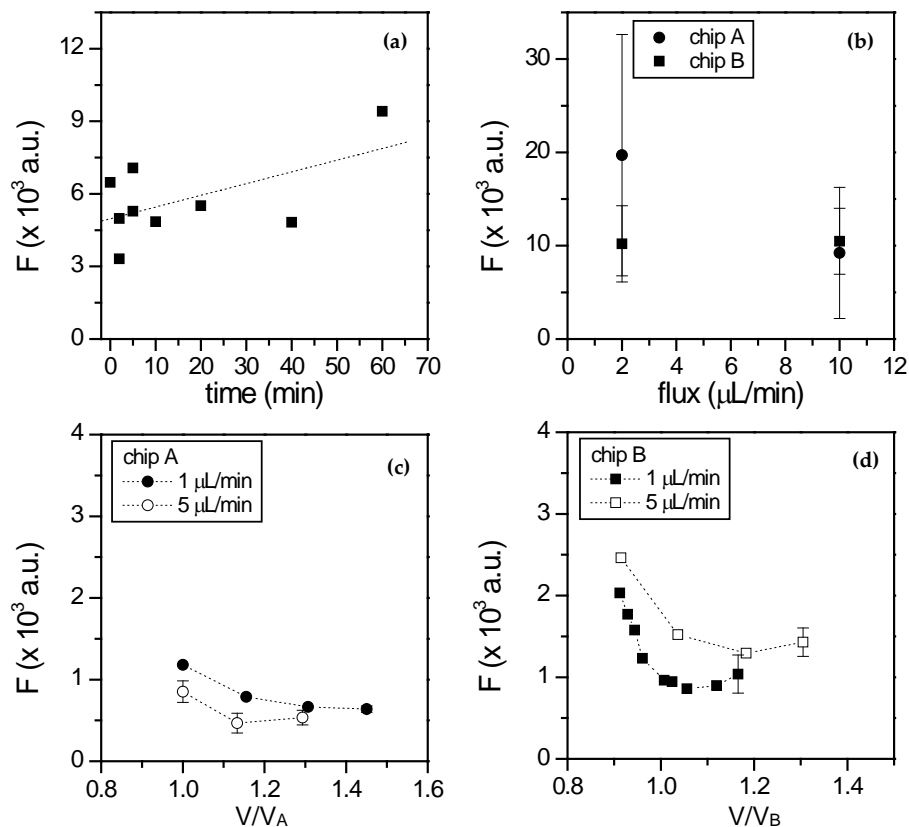 (a)
F (x 10³ a.u.)
13
9
6
3
0
0 10 20 30 40 50 60 70
time (min)
(b)
chip A
chip B
F (x 10³ a.u.)
30
20
10
0
0 2 4 6 8 10 12
flux (μL/min)
(c)
chip A
1 μL/min
5 μL/min
F (x 10³ a.u.)
4
3
2
1
0
0.8 1.0 1.2 1.4 1.6
V/V_A
(d)
chip B
1 μL/min
5 μL/min
F (x 10³ a.u.)
4
3
2
1
0
0.8 1.0 1.2 1.4
V/V_B